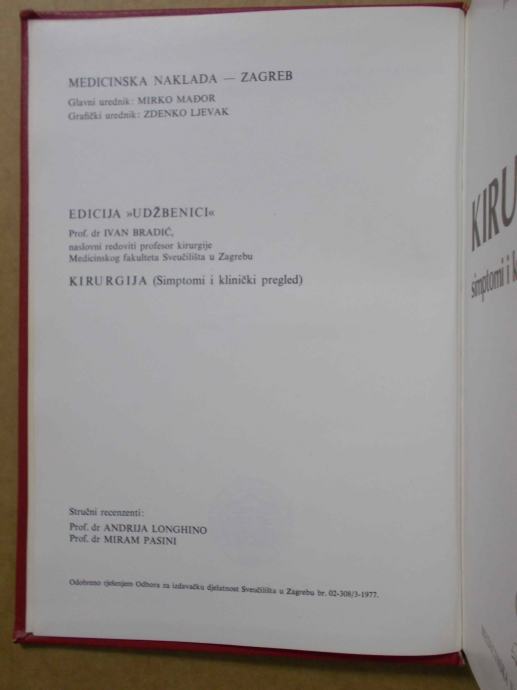 MEDICINSKA NAKLADA — ZAGREB
Glavni urednik: MIRKO MAĐOR
Grafički urednik: ZDENKO LJEVAK
EDICIJA »UDŽBENICI«
Prof. dr IVAN BRADIĆ,
naslovni redoviti profesor kirurgije
Medicinskog fakulteta Sveučilišta u Zagrebu
KIRURGIJA (Simptomi i klinički pregled)
Stručni recenzenti:
Prof. dr ANDRIJA LONGHINO
Prof. dr MIRAM PASINI
Odobreno rješenjem Odbora za izdavačku djelatnost Sveučilišta u Zagrebu br. 02-308/3-1977.
KIRU
simptomi i k